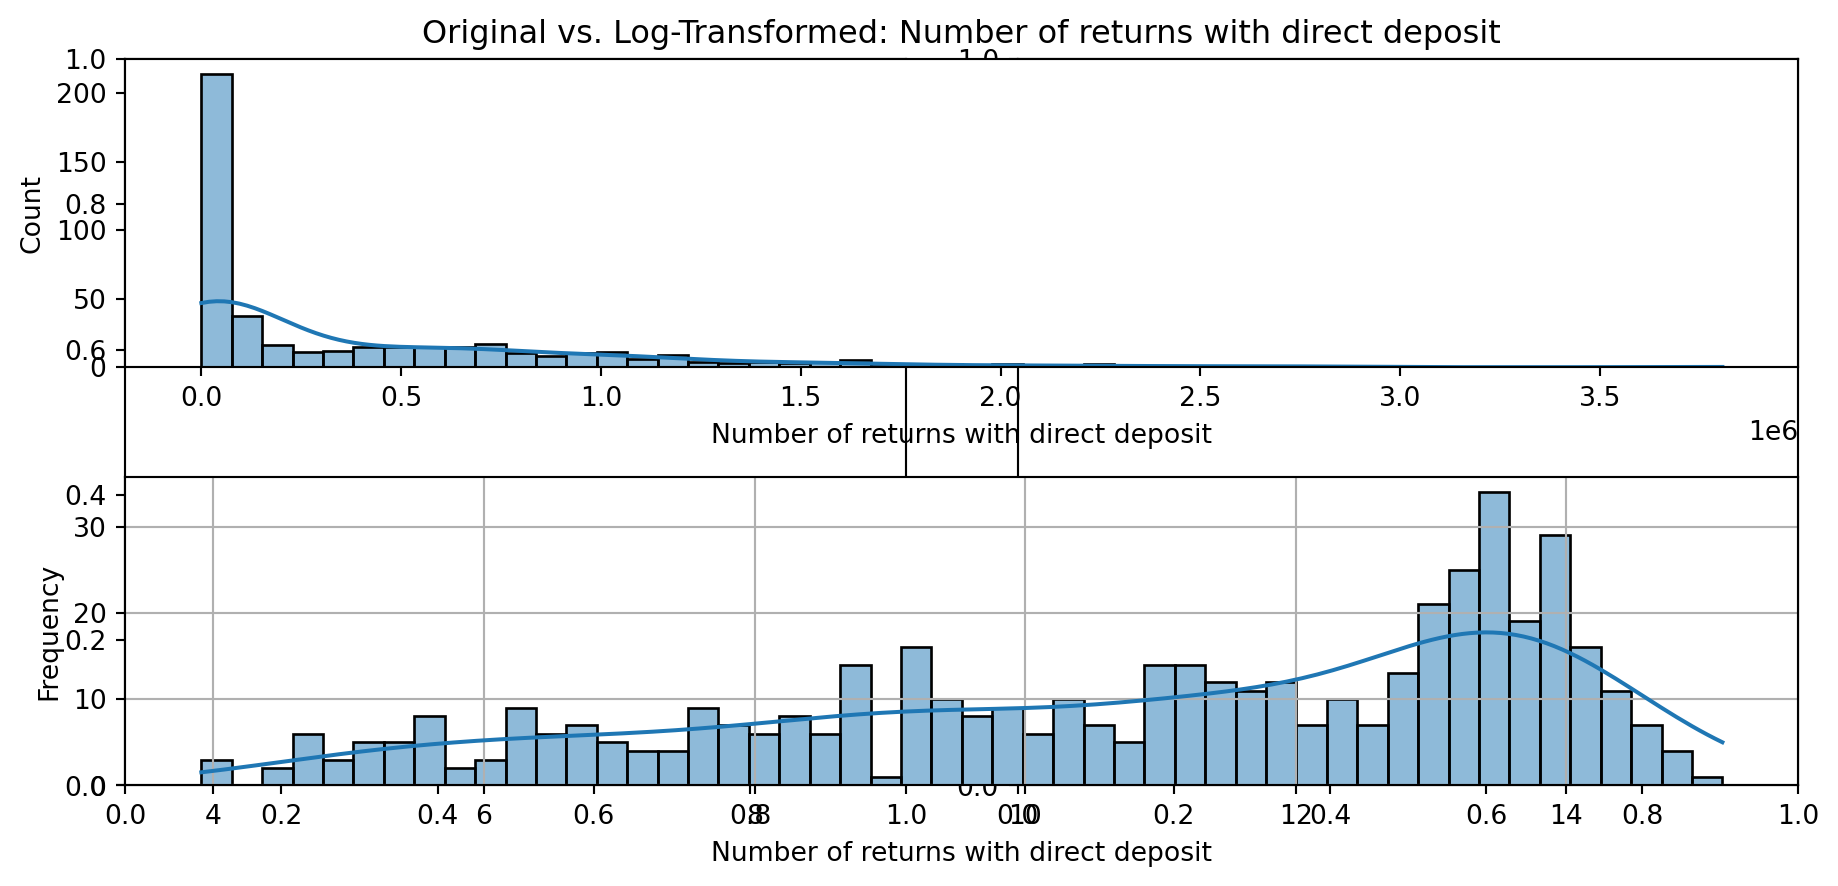 Original vs. Log-Transformed: Number of returns with direct deposit
1.0
1.0
200
150
0.8
100
50
0.6
0
Count
0.0 0.5 1.0 1.5 2.0 2.5 3.0 3.5
1e6
Number of returns with direct deposit
0.4
30
20
0.2
10
0.0
Frequency
0.0
0.0 4 0.2 0.4 6 0.6 0.8 8 1.0 0.0 10 0.2 12 0.4 0.6 14 0.8 1.0
Number of returns with direct deposit